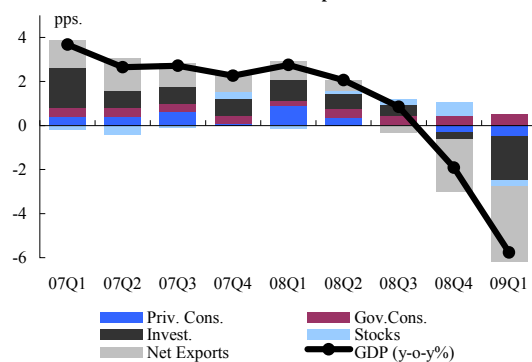 pps.
4
2
0
-2
-4
-6
07Q1 07Q2 07Q3 07Q4 08Q1 08Q2 08Q3 08Q4 09Q1
Priv. Cons. Gov.Cons.
Invest. Stocks
Net Exports GDP (y-o-y%)